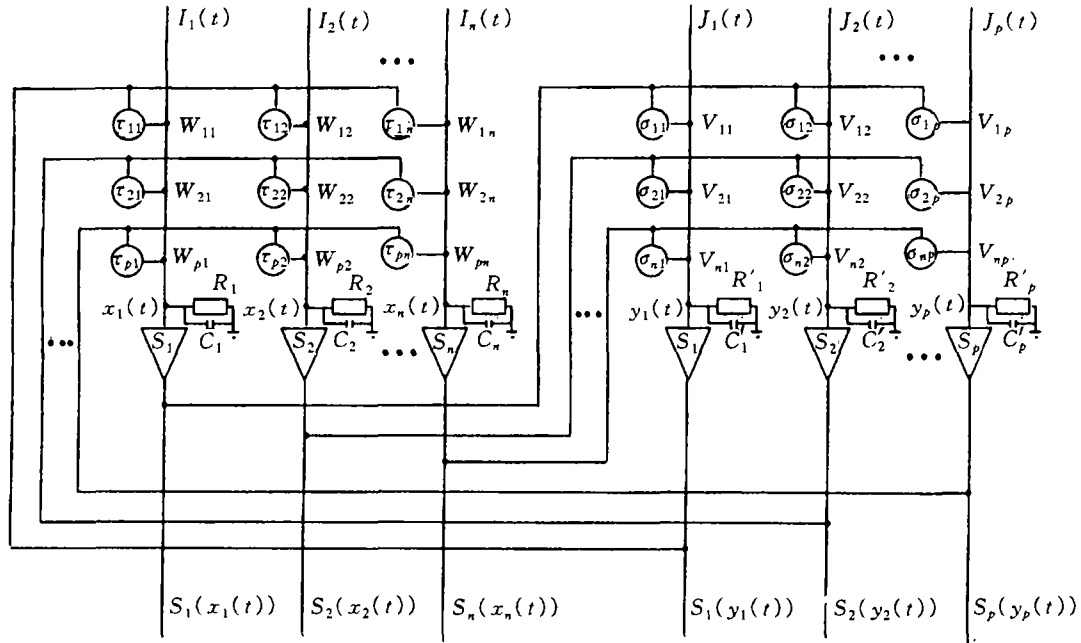 I₁(t) I₂(t) Iₙ(t) J₁(t) J₂(t) Jₚ(t)
••• •••
τ₁₁ W₁₁ τ₁₂ W₁₂ τ₁ₙ W₁ₙ σ₁₁ V₁₁ σ₁₂ V₁₂ σ₁ₚ V₁ₚ
τ₂₁ W₂₁ τ₂₂ W₂₂ τ₂ₙ W₂ₙ σ₂₁ V₂₁ σ₂₂ V₂₂ σ₂ₚ V₂ₚ
τₚ₁ Wₚ₁ τₚ₂ Wₚ₂ τₚₙ Wₚₙ σₙ₁ Vₙ₁ σₙ₂ Vₙ₂ σₙₚ Vₙₚ
x₁(t) R₁ x₂(t) R₂ xₙ(t) Rₙ ••• y₁(t) R′₁ y₂(t) R′₂ yₚ(t) R′ₚ
••• S₁ C₁ S₂ C₂ ••• Sₙ Cₙ S₁ C′₁ S₂ C′₂ ••• Sₚ C′ₚ
S₁(x₁(t)) S₂(x₂(t)) Sₙ(xₙ(t)) S₁(y₁(t)) S₂(y₂(t)) Sₚ(yₚ(t))